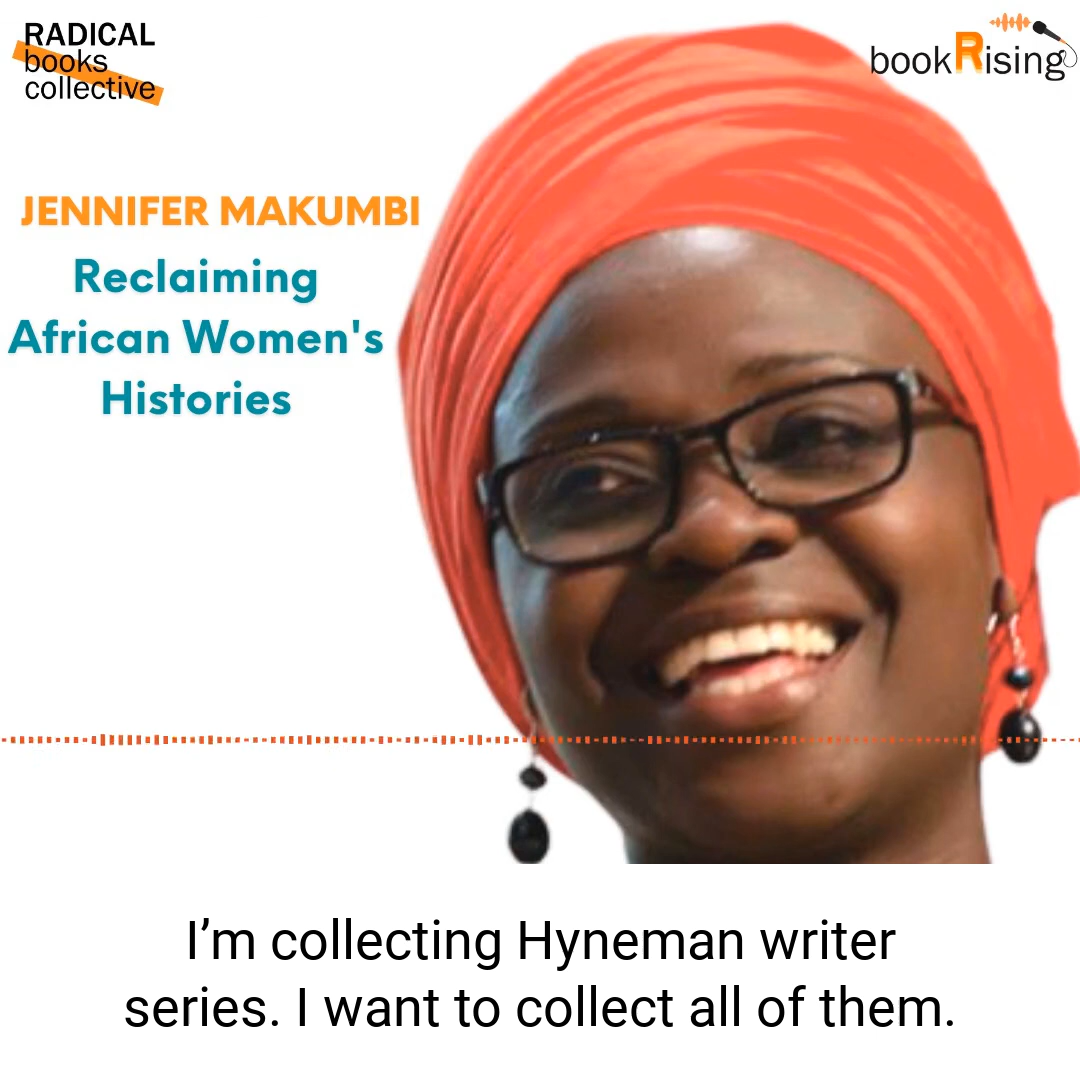 RADICAL
books
collective
bookRising
JENNIFER MAKUMBI
Reclaiming
African Women's
Histories
I’m collecting Hyneman writer
series. I want to collect all of them.